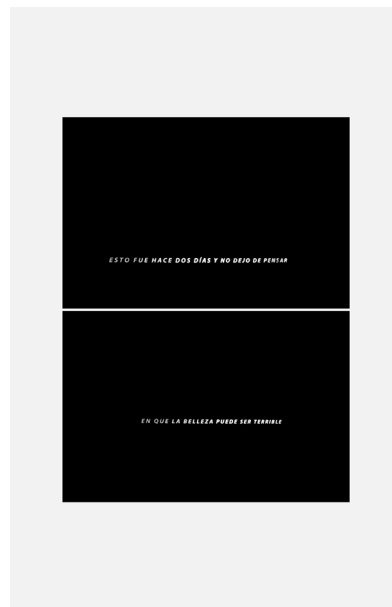 ESTO FUE HACE DOS DÍAS Y NO DEJO DE PENSAR
EN QUE LA BELLEZA PUEDE SER TERRIBLE